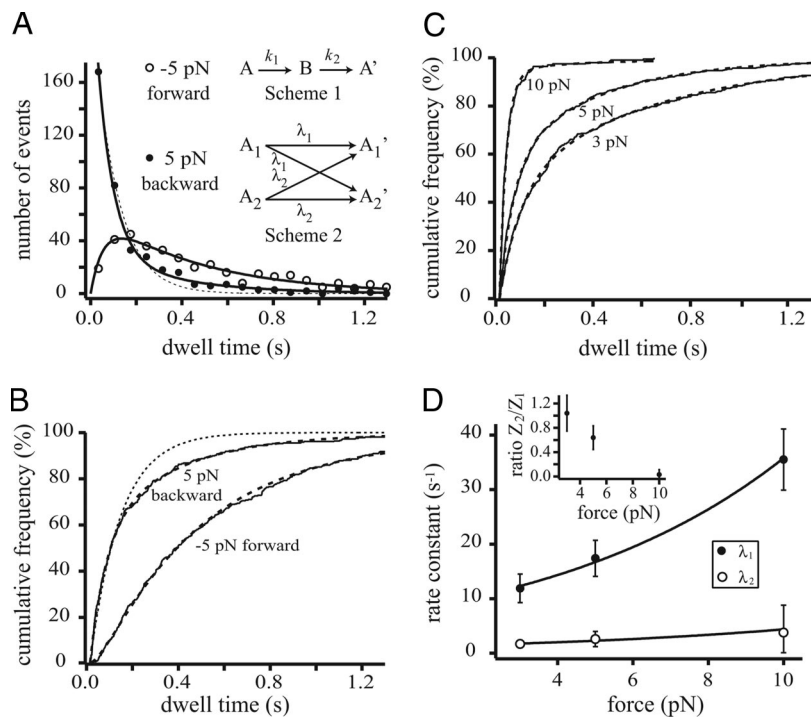 A
number of events
160
120
80
40
0
0.0 0.4 0.8 1.2
dwell time (s)
-5 pN
forward
5 pN
backward
A k1 B k2 A'
Scheme 1
A1 λ1 A1'
λ1
λ2
A2 λ2 A2'
Scheme 2
B
cumulative frequency (%)
100
80
60
40
20
0
0.0 0.4 0.8 1.2
dwell time (s)
5 pN
backward
-5 pN forward
C
cumulative frequency (%)
100
80
60
40
20
0
0.0 0.4 0.8 1.2
dwell time (s)
10 pN
5 pN
3 pN
D
rate constant (s-1)
40
30
20
10
0
4 6 8 10
force (pN)
ratio Z2/Z1
1.2
0.8
0.4
0.0
4 6 8 10
force (pN)
λ1
λ2